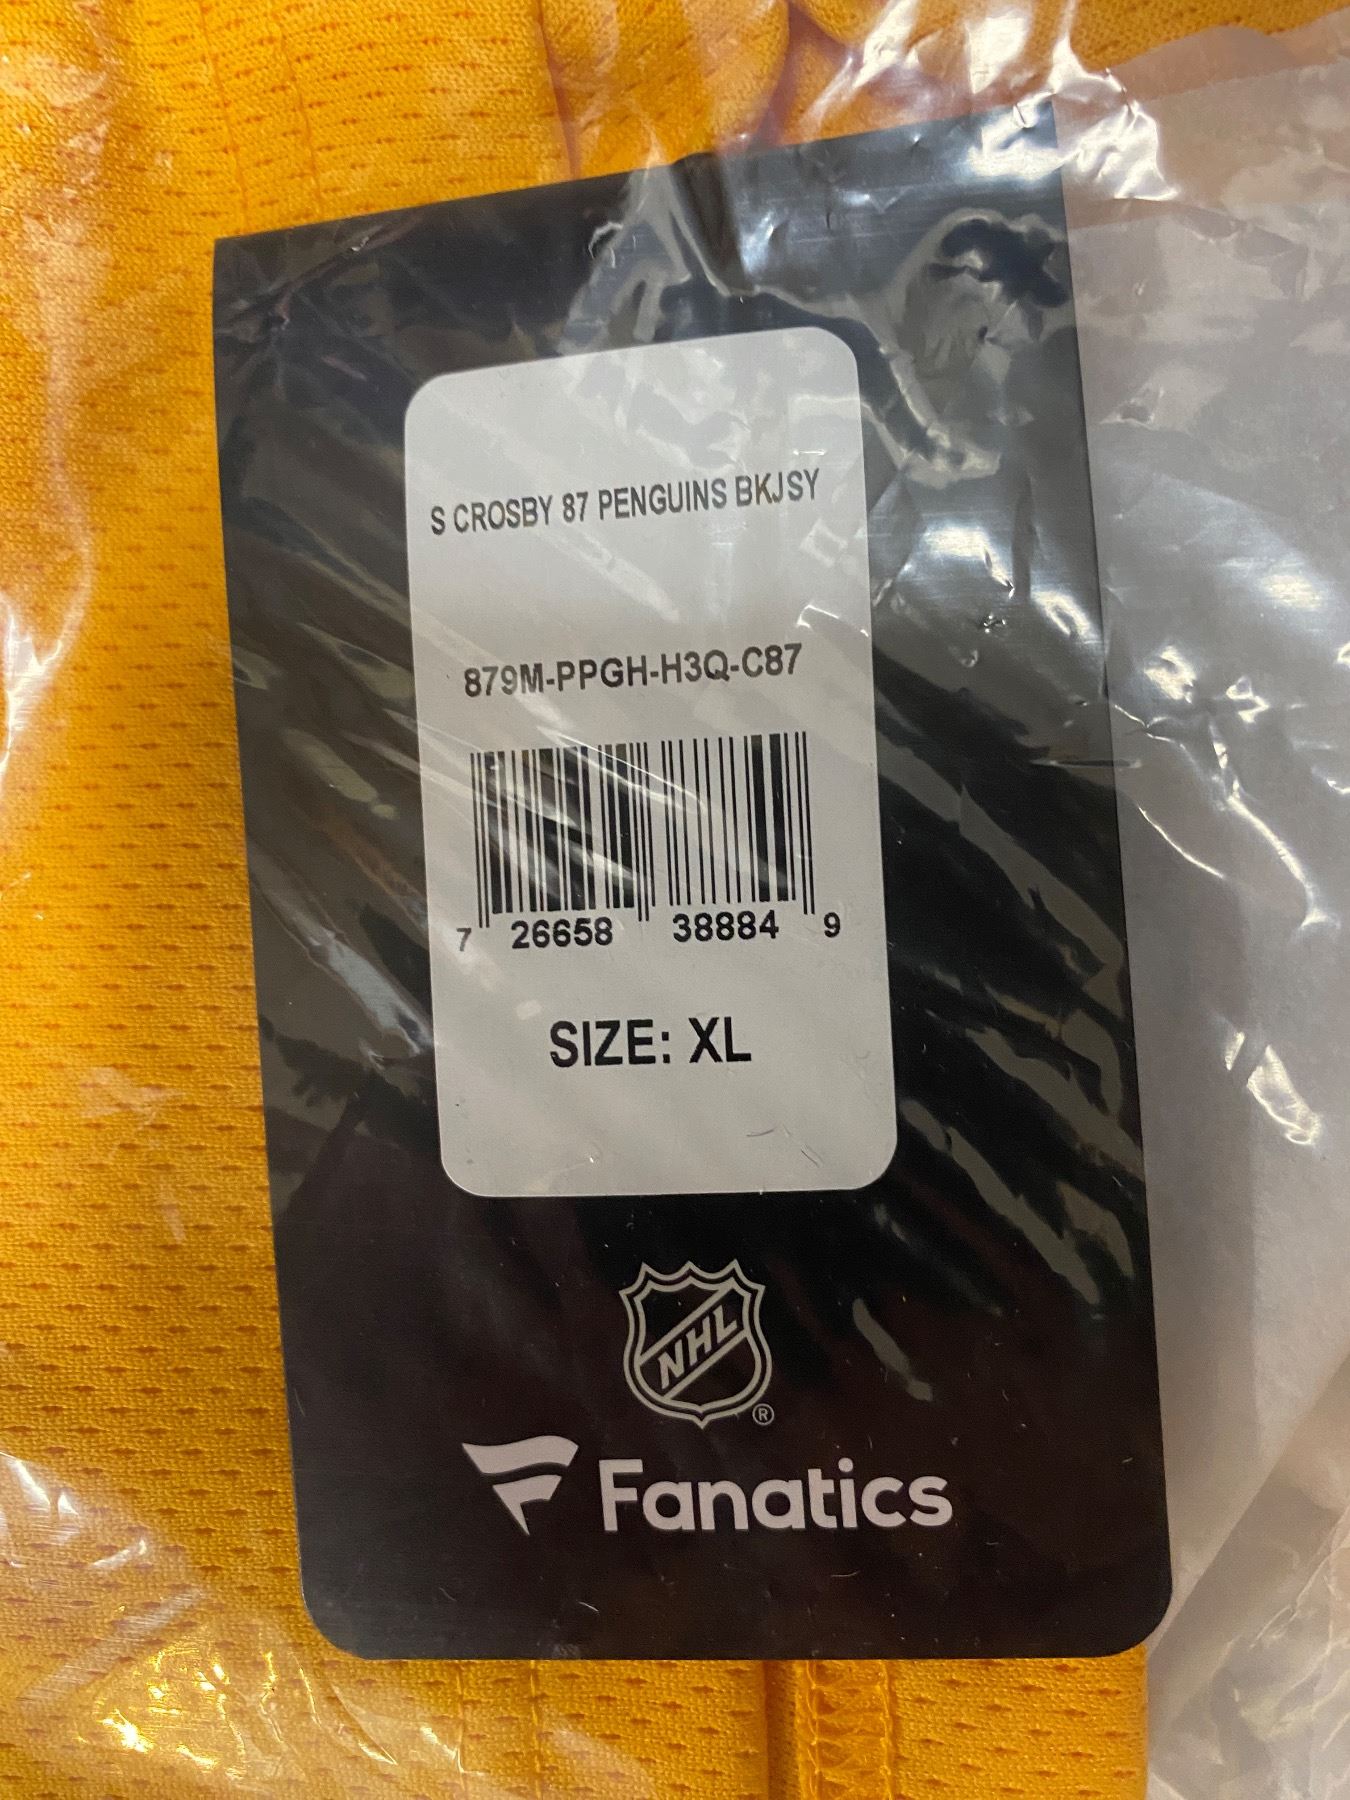 S CROSBY 87 PENGUINS BKJSY
879M-PPGH-H3Q-C87
7 26658 38884 9
SIZE: XL
NHL
®
Fanatics